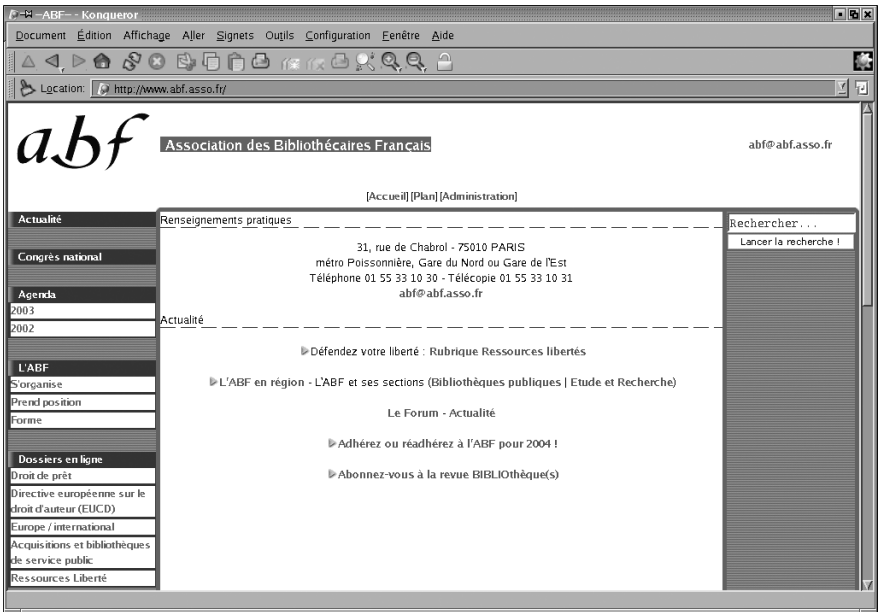 -ABF- - Konqueror
Document Édition Affichage Aller Signets Outils Configuration Fenêtre Aide
Location: http://www.abf.asso.fr/
abf
Association des Bibliothécaires Français
abf@abf.asso.fr
[Accueil] [Plan] [Administration]
Actualité
Congrès national
Agenda
2003
2002
L'ABF
S'organise
Prend position
Forme
Dossiers en ligne
Droit de prêt
Directive européenne sur le
droit d'auteur (EUCD)
Europe / international
Acquisitions et bibliothèques
de service public
Ressources Liberté
Renseignements pratiques
31, rue de Chabrol - 75010 PARIS
métro Poissonnière, Gare du Nord ou Gare de l'Est
Téléphone 01 55 33 10 30 - Télécopie 01 55 33 10 31
abf@abf.asso.fr
Actualité
Défendez votre liberté : Rubrique Ressources libertés
L'ABF en région - L'ABF et ses sections (Bibliothèques publiques | Etude et Recherche)
Le Forum - Actualité
Adhérez ou réadhérez à l'ABF pour 2004 !
Abonnez-vous à la revue BIBLIOthèque(s)
Rechercher...
Lancer la recherche !